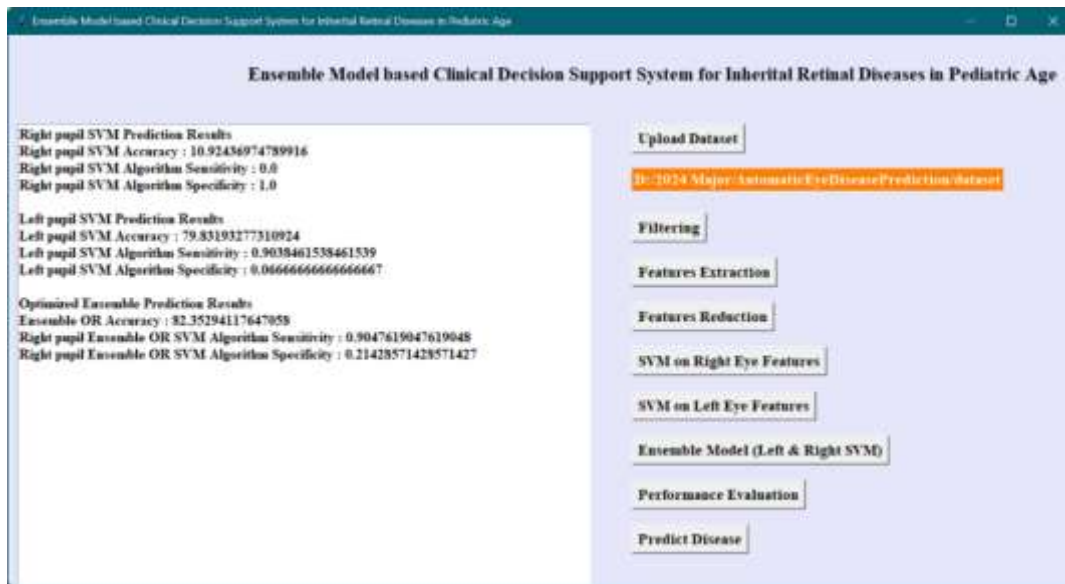 Ensemble Model based Clinical Decision Support System for Inherital Retinal Diseases in Pediatric Age
Ensemble Model based Clinical Decision Support System for Inherital Retinal Diseases in Pediatric Age
Right pupil SVM Prediction Results
Right pupil SVM Accuracy : 10.92436974789916
Right pupil SVM Algorithm Sensitivity : 0.0
Right pupil SVM Algorithm Specificity : 1.0
Left pupil SVM Prediction Results
Left pupil SVM Accuracy : 79.83193277310924
Left pupil SVM Algorithm Sensitivity : 0.9038461538461539
Left pupil SVM Algorithm Specificity : 0.06666666666666667
Optimized Ensemble Prediction Results
Ensemble OR Accuracy : 82.35294117647058
Right pupil Ensemble OR SVM Algorithm Sensitivity : 0.9047619047619048
Right pupil Ensemble OR SVM Algorithm Specificity : 0.21428571428571427
Upload Dataset
D:/2024 Major/AutomaticEyeDiseasePrediction/dataset
Filtering
Features Extraction
Features Reduction
SVM on Right Eye Features
SVM on Left Eye Features
Ensemble Model (Left & Right SVM)
Performance Evaluation
Predict Disease